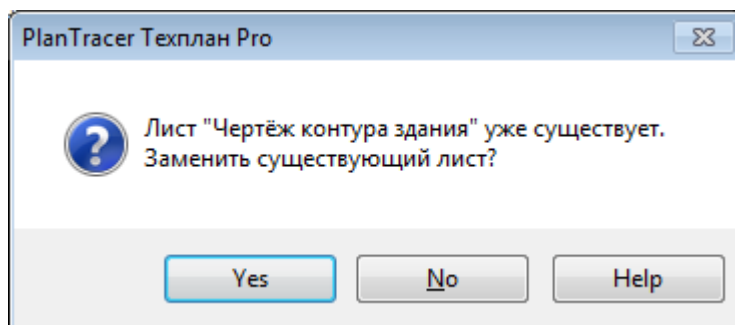 PlanTracer Техплан Pro
Лист "Чертёж контура здания" уже существует.
Заменить существующий лист?
Yes
No
Help